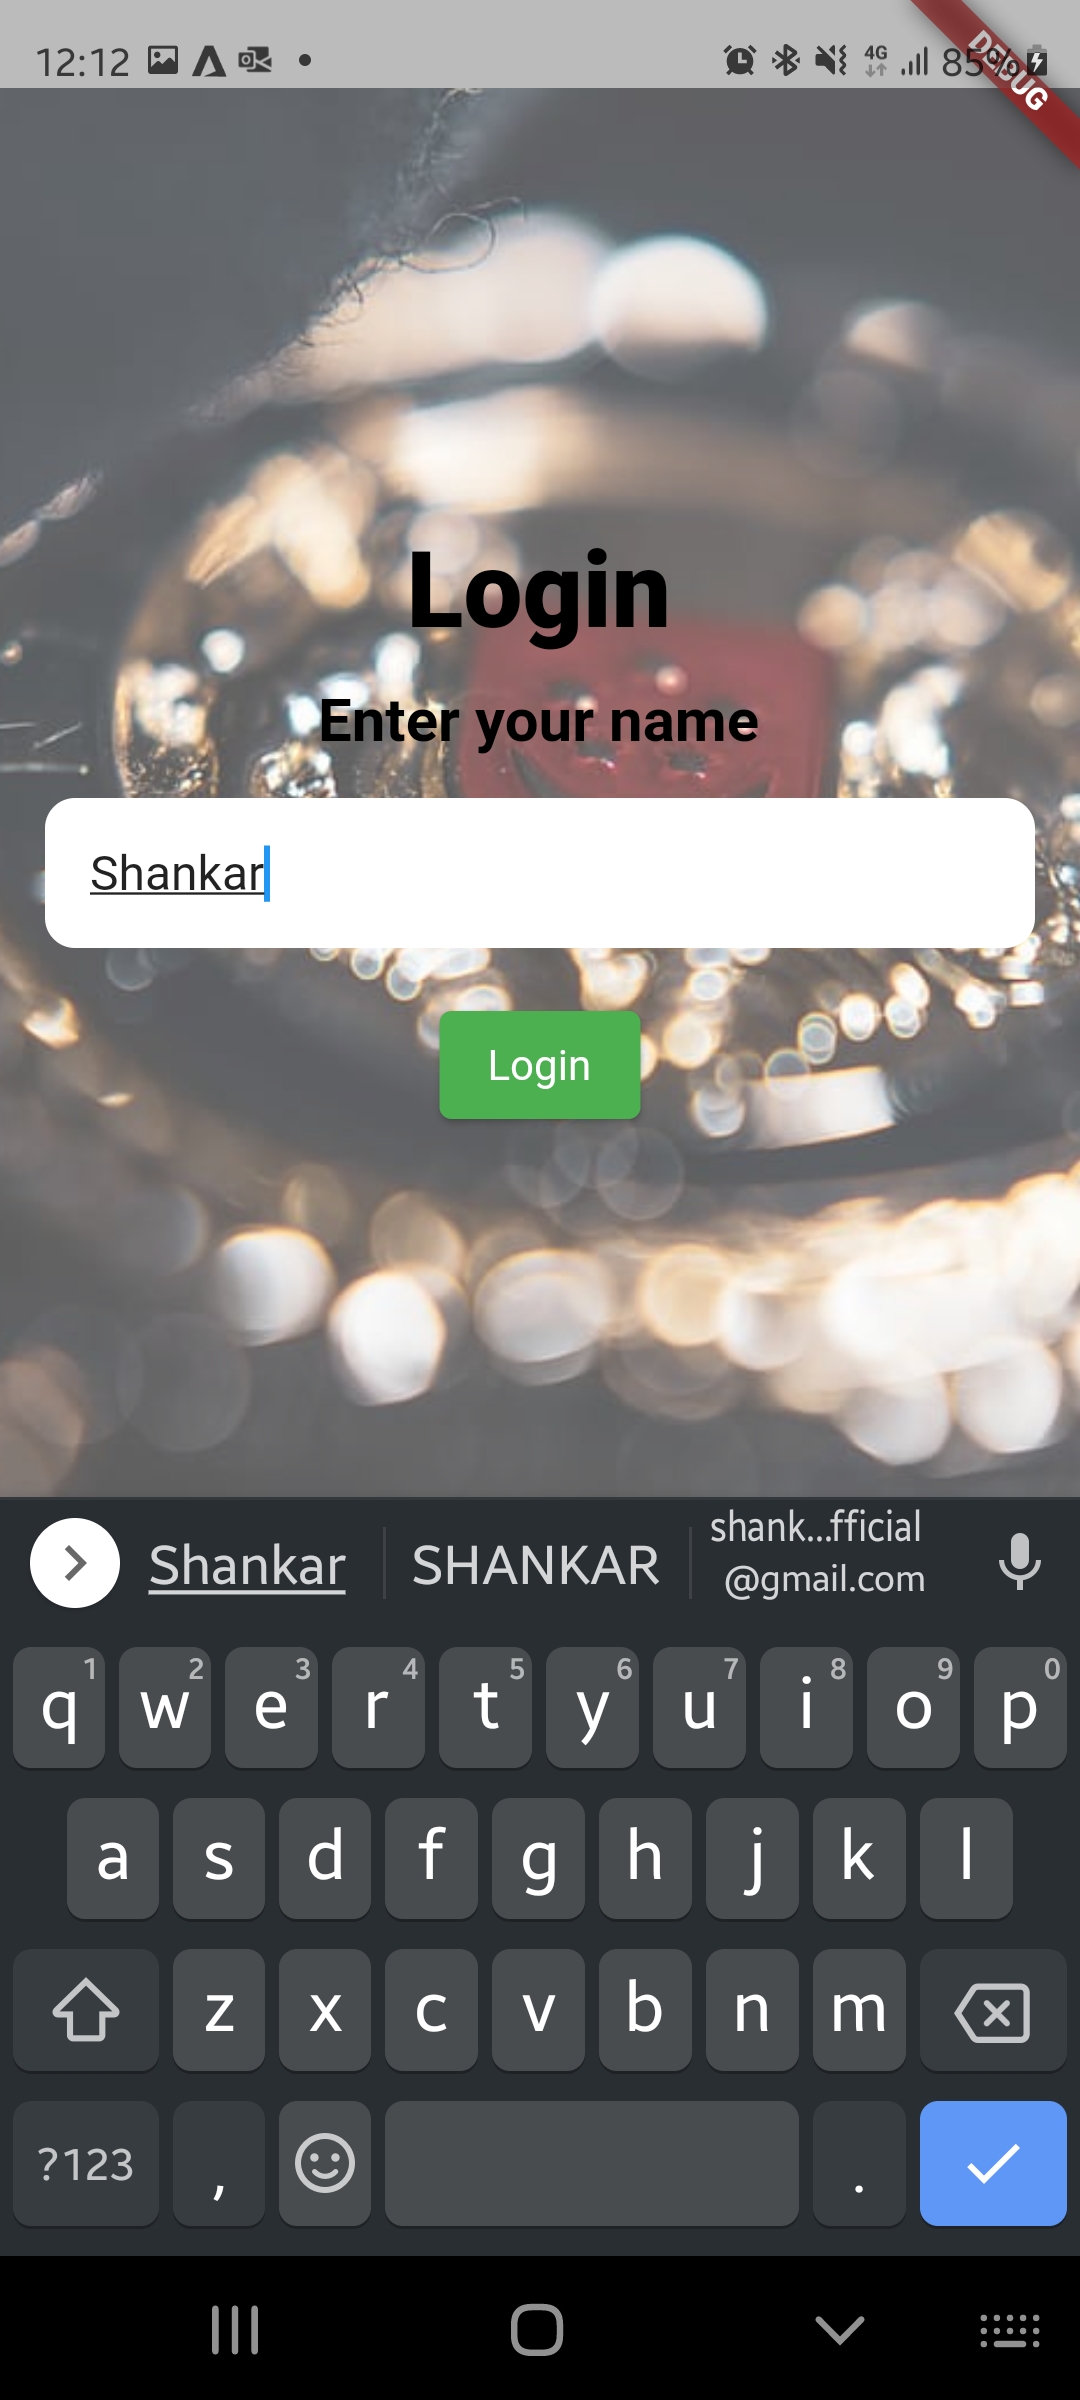 12:12 4G 85%
DEBUG
Login
Enter your name
Shankar
Login
Shankar SHANKAR shank...fficial
@gmail.com
1 2 3 4 5 6 7 8 9 0
q w e r t y u i o p
a s d f g h j k l
z x c v b n m
?123 , .